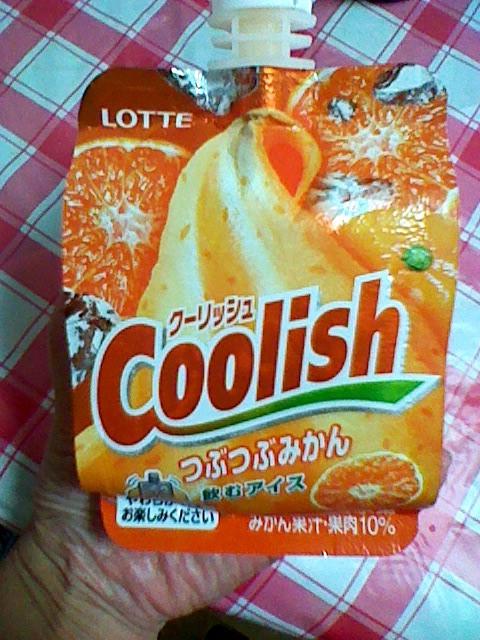 LOTTE
クーリッシュ
Coolish
つぶつぶみかん
飲むアイス
お楽しみください
みかん果汁・果肉10%